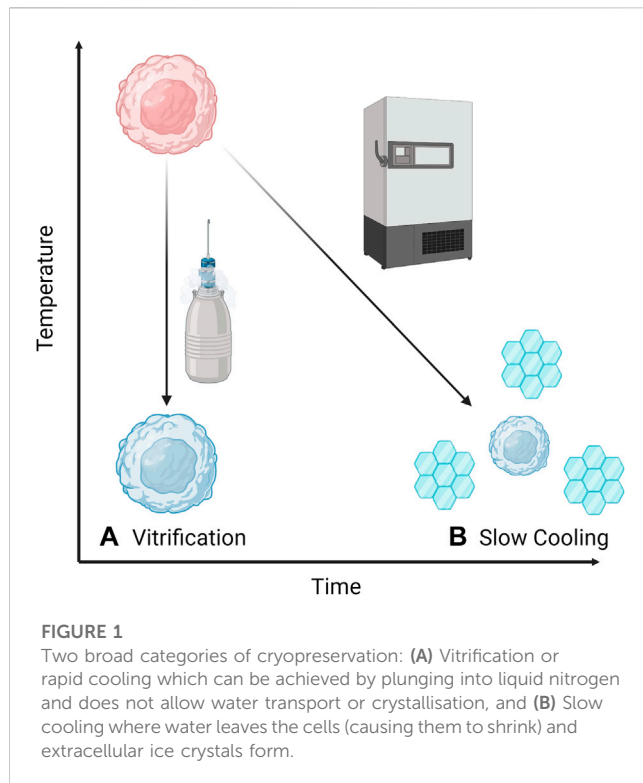 Temperature
A Vitrification
B Slow Cooling
Time
FIGURE 1
Two broad categories of cryopreservation: (A) Vitrification or
rapid cooling which can be achieved by plunging into liquid nitrogen
and does not allow water transport or crystallisation, and (B) Slow
cooling where water leaves the cells (causing them to shrink) and
extracellular ice crystals form.